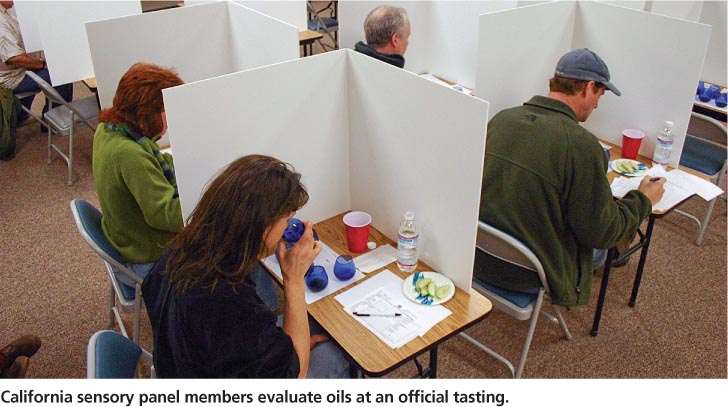 California sensory panel members evaluate oils at an official tasting.